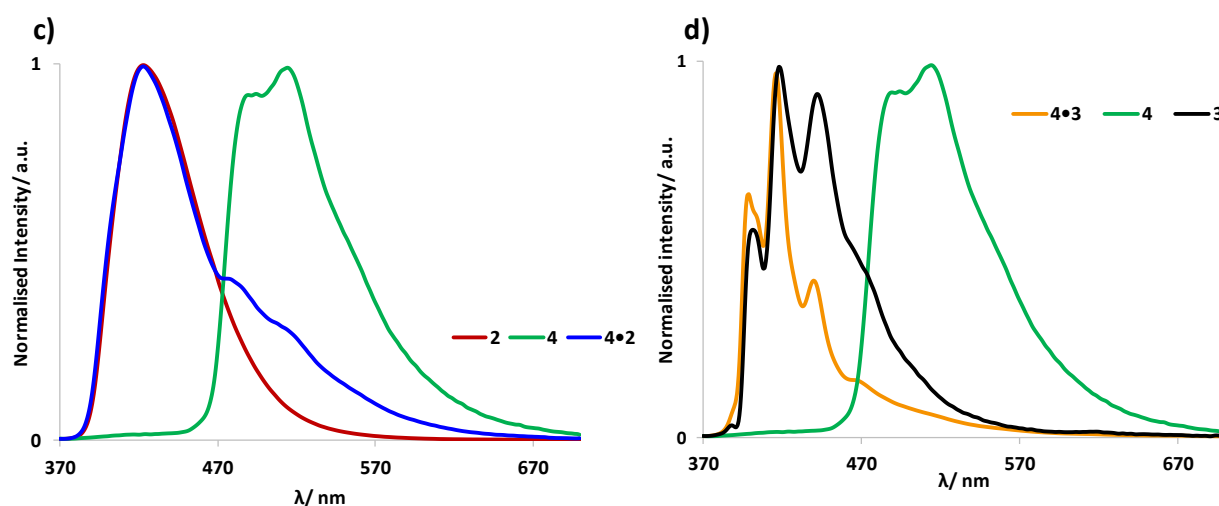 c)
1
Normalised Intensity/ a.u.
2 4 4•2
0
370 470 570 670
λ/ nm
d)
1
Normalised intensity/ a.u.
4•3 4 3
0
370 470 570 670
λ/ nm